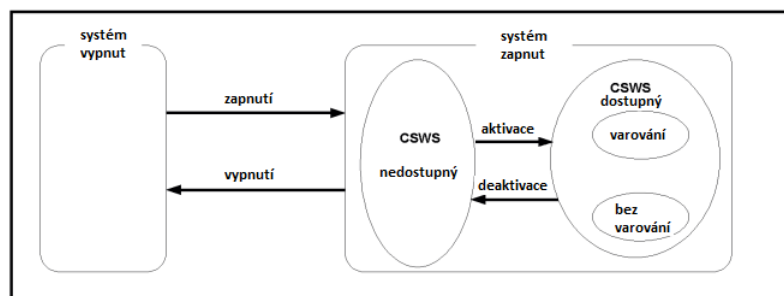 systém
vypnut
systém
zapnut
zapnutí
vypnutí
CSWS
nedostupný
aktivace
deaktivace
CSWS
dostupný
varování
bez
varování